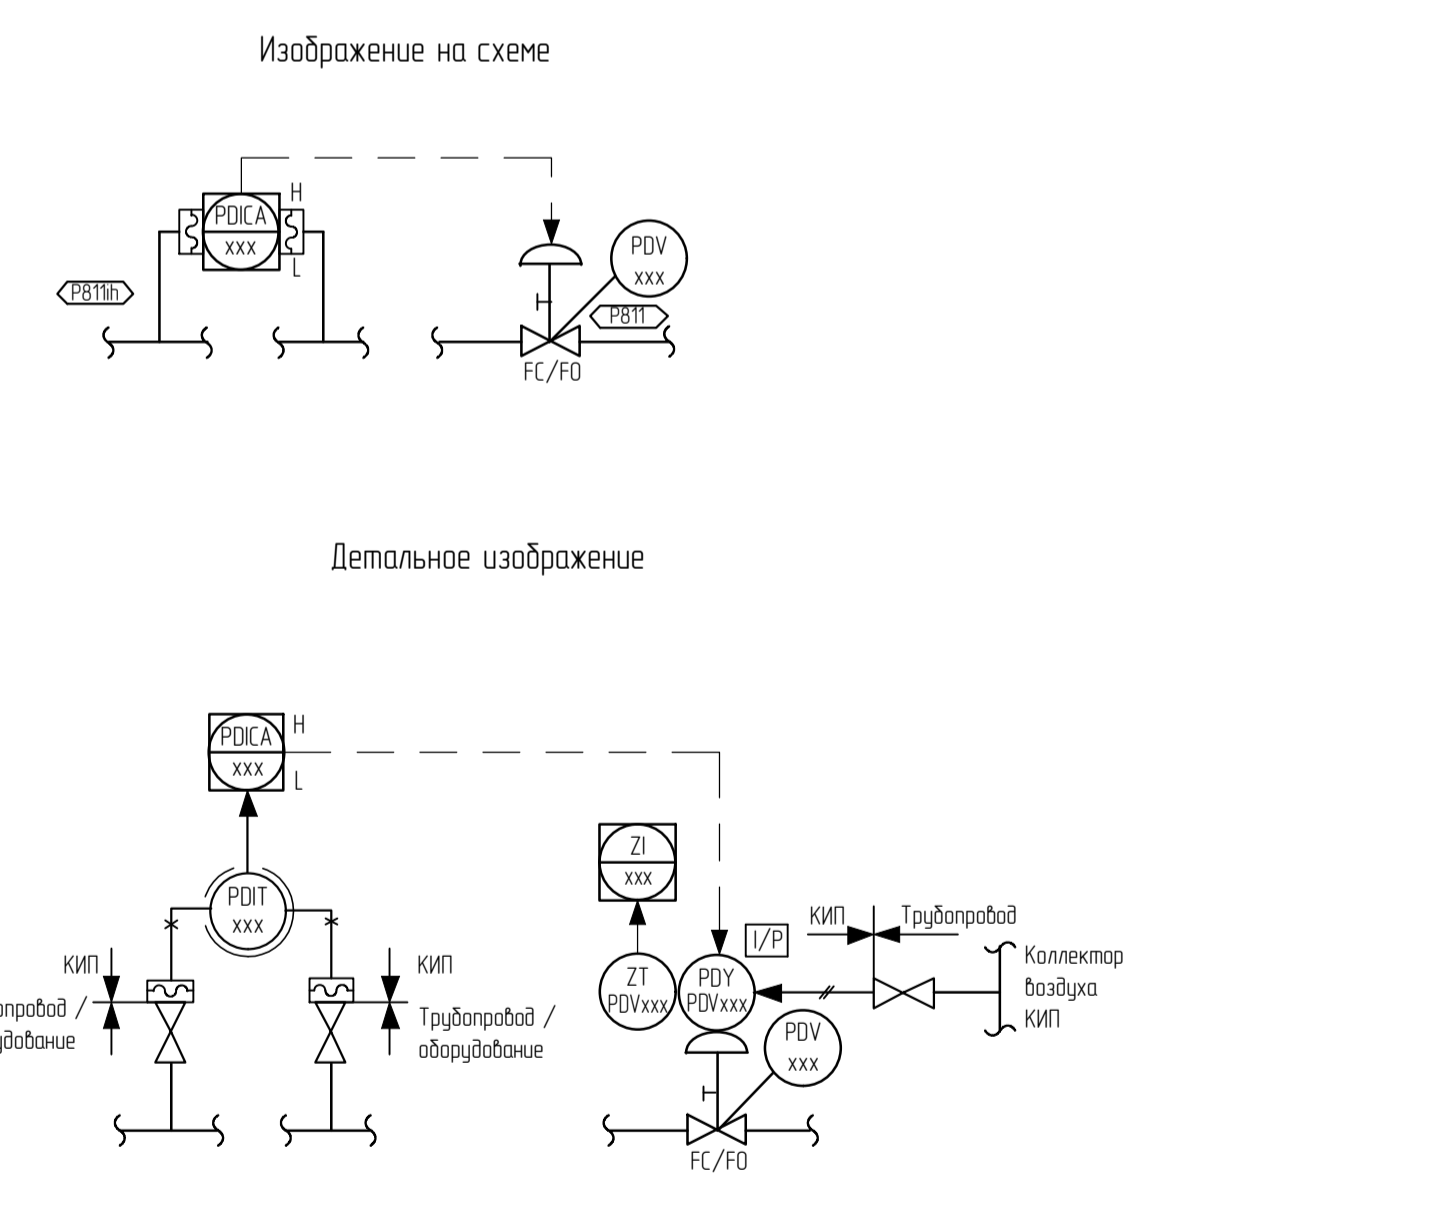 Изображение на схеме
H
PDICA
xxx
L
PDV
xxx
P811ih
P811
FC/FO
Детальное изображение
PDICA
xxx
H
L
ZI
xxx
PDIT
xxx
I/P
КИП
Трубопровод
Коллектор
воздуха
КИП
КИП
КИП
ZT
PDVxxx
PDY
PDVxxx
Трубопровод /
оборудование
PDV
xxx
FC/FO